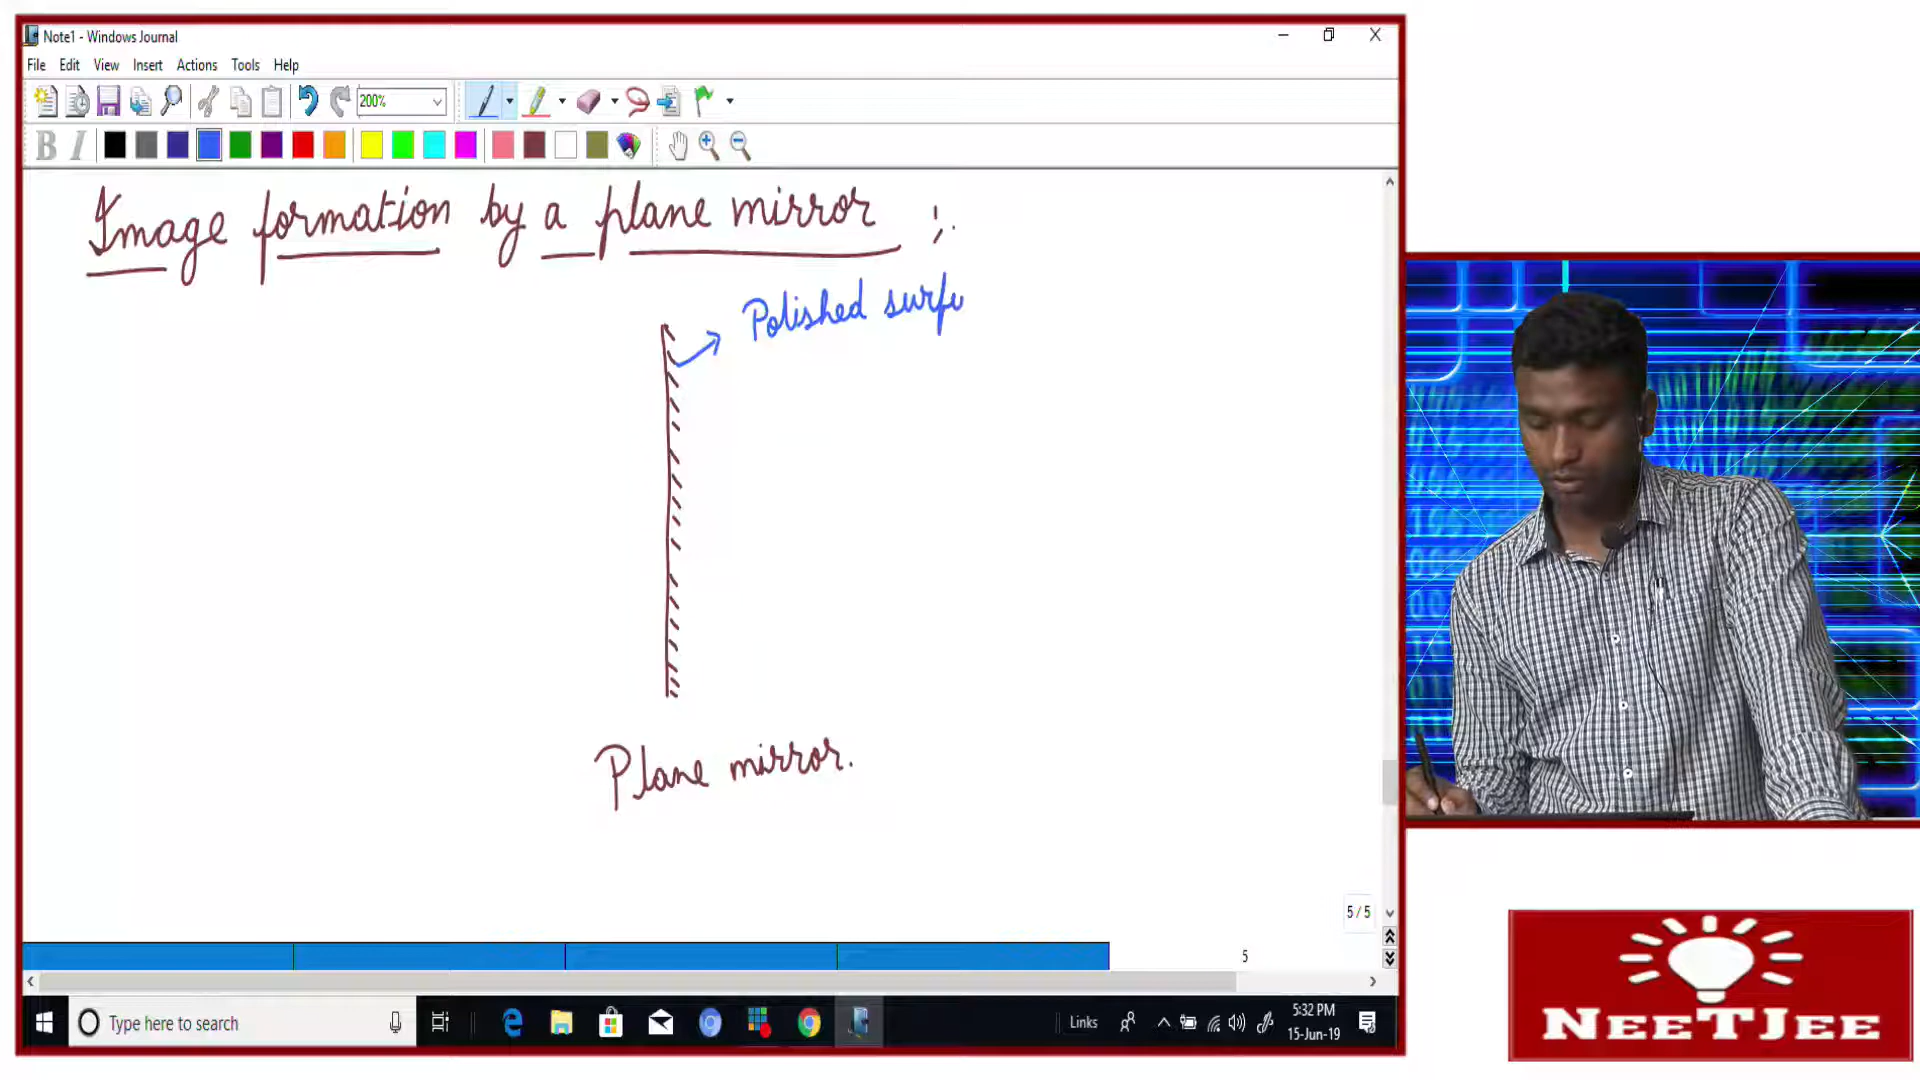 Note1 - Windows Journal
File Edit View Insert Actions Tools Help
200%
B I
Image formation by a plane mirror :.
Polished surfa
Plane mirror.
5 / 5
5
Type here to search
Links
5:32 PM
15-Jun-19
NEETJEE